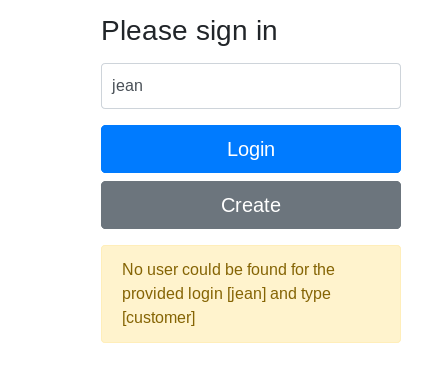 Please sign in
jean
Login
Create
No user could be found for the
provided login [jean] and type
[customer]